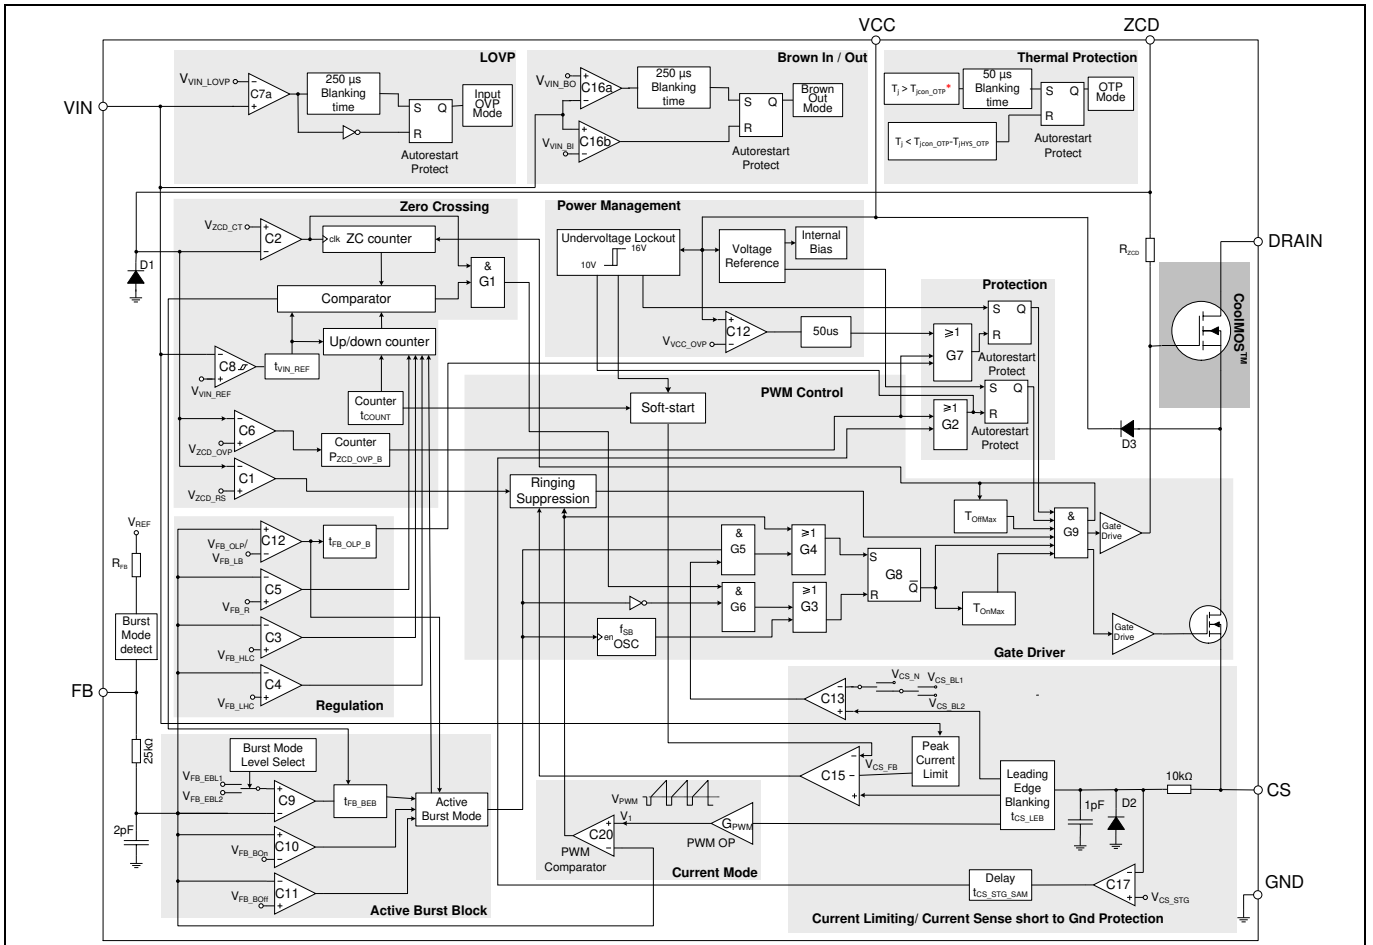 VCC
ZCD
VIN
DRAIN
FB
CS
GND
LOVP
V_VIN_LOVP
−
+
C7a
250 µs
Blanking
time
S Q
R
Input
OVP
Mode
Autorestart
Protect
Brown In / Out
V_VIN_BO
+
−
C16a
250 µs
Blanking
time
S Q
R
Brown
Out
Mode
V_VIN_BI
+
−
C16b
Autorestart
Protect
Thermal Protection
Tj > Tjcon_OTP*
50 µs
Blanking
time
S Q
R
OTP
Mode
Tj < Tjcon_OTP-TjHYS_OTP
Autorestart
Protect
Zero Crossing
V_ZCD_CT
+
−
C2
clk ZC counter
&
G1
D1
Comparator
Up/down counter
−
+
C8
V_VIN_REF
t_VIN_REF
Counter
t_COUNT
−
+
C6
V_ZCD_OVP
Counter
P_ZCD_OVP_B
−
+
C1
V_ZCD_RS
Power Management
Undervoltage Lockout
16V
10V
Voltage
Reference
Internal
Bias
+
−
C12
V_VCC_OVP
50us
Protection
≥1
G7
S Q
R
Autorestart
Protect
≥1
G2
S Q
R
Autorestart
Protect
R_ZCD
CoolMOS™
D3
PWM Control
Soft-start
Ringing
Suppression
&
G5
≥1
G4
&
G6
≥1
G3
S
G8
Q
R
f_SB
en
OSC
T_OffMax
T_OnMax
&
G9
Gate
Drive
Gate
Drive
Gate Driver
V_REF
R_FB
Burst
Mode
detect
25kΩ
2pF
+
−
C12
V_FB_OLP/
V_FB_LB
t_FB_OLP_B
−
+
C5
V_FB_R
−
+
C3
V_FB_HLC
−
+
C4
V_FB_LHC
Regulation
Burst Mode
Level Select
V_FB_EBL1
V_FB_EBL2
+
−
C9
t_FB_BEB
Active
Burst Mode
+
−
C10
V_FB_BOn
−
+
C11
V_FB_BOff
Active Burst Block
V_PWM
V_1
+
−
C20
G_PWM
PWM OP
PWM
Comparator
Current Mode
−
+
C13
V_CS_N
V_CS_BL1
V_CS_BL2
-
−
−
+
C15
V_CS_FB
Peak
Current
Limit
Leading
Edge
Blanking
t_CS_LEB
10kΩ
1pF
D2
Delay
t_CS_STG_SAM
−
+
C17
V_CS_STG
Current Limiting/ Current Sense short to Gnd Protection